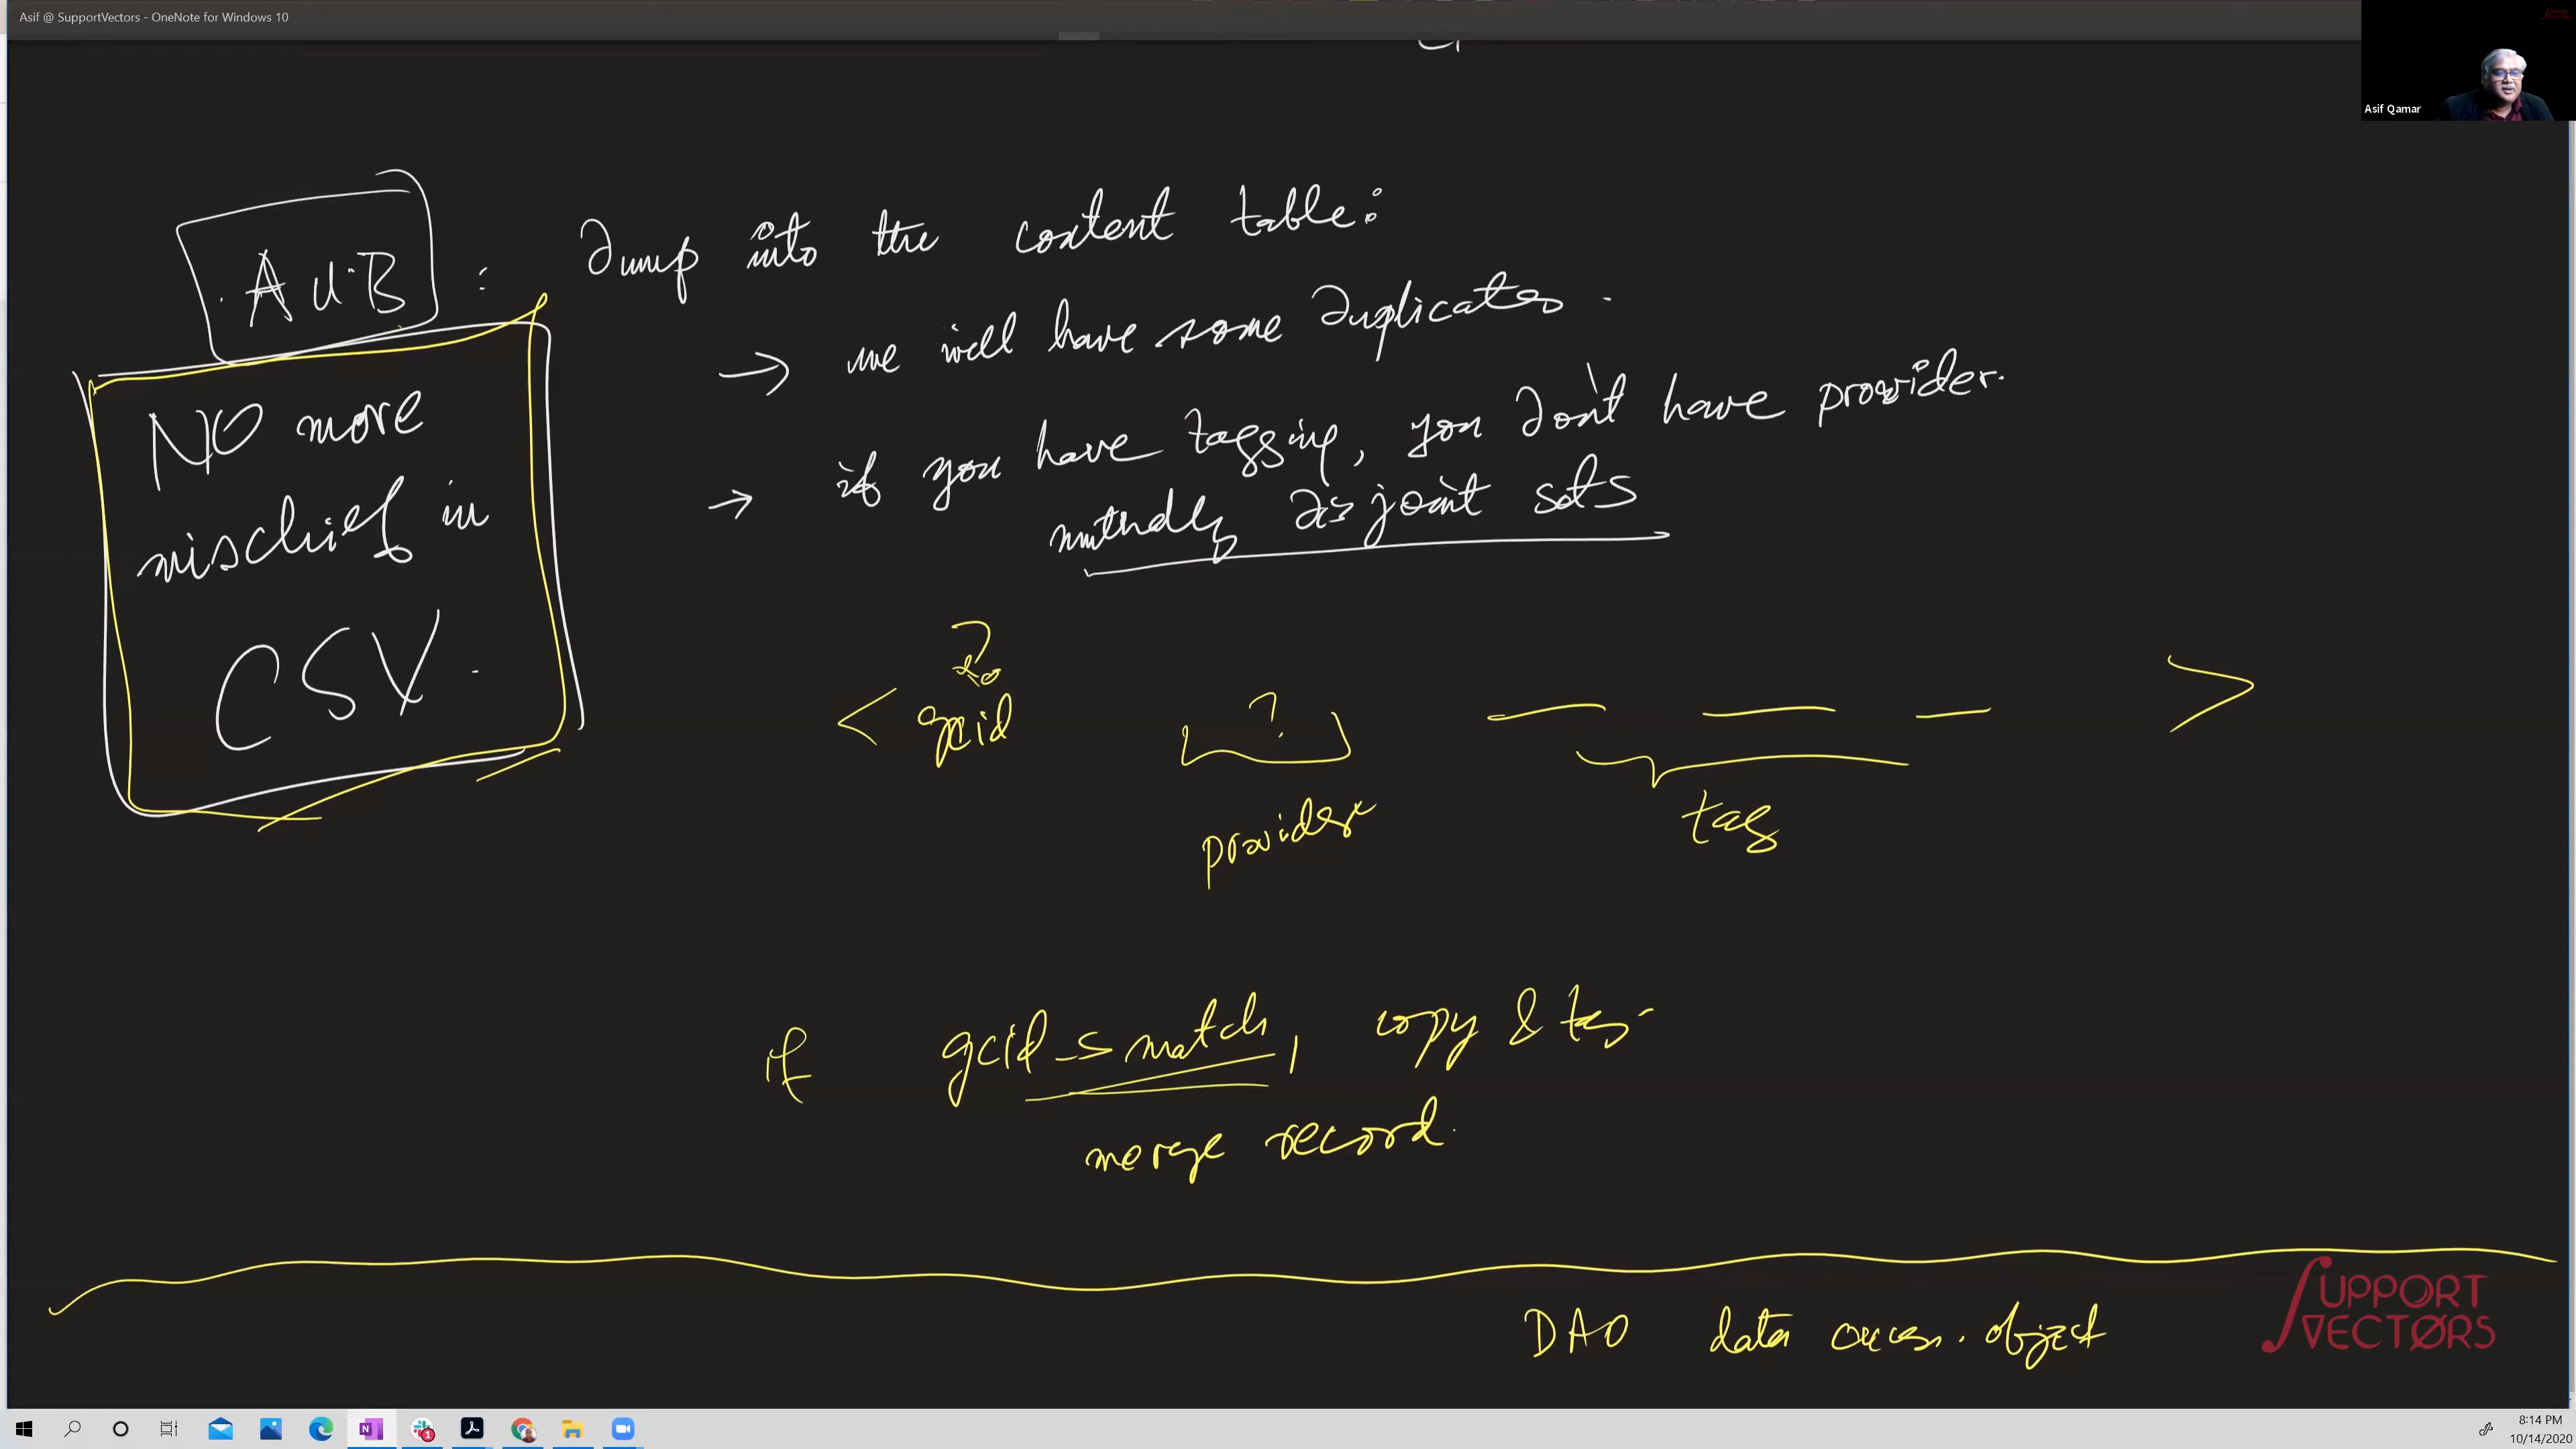 Asif @ SupportVectors - OneNote for Windows 10
Asif Qamar
A U B : dump into the content table:
→ we will have some duplicates.
→ if you have tagging, you don't have provider.
mutually disjoint sets
NO more
mischief in
CSV.
< gcid ? >
provider
tag
if gcid-s match, copy & tag
merge record.
DAO data access object
SUPPORT
VECTORS
8:14 PM
10/14/2020